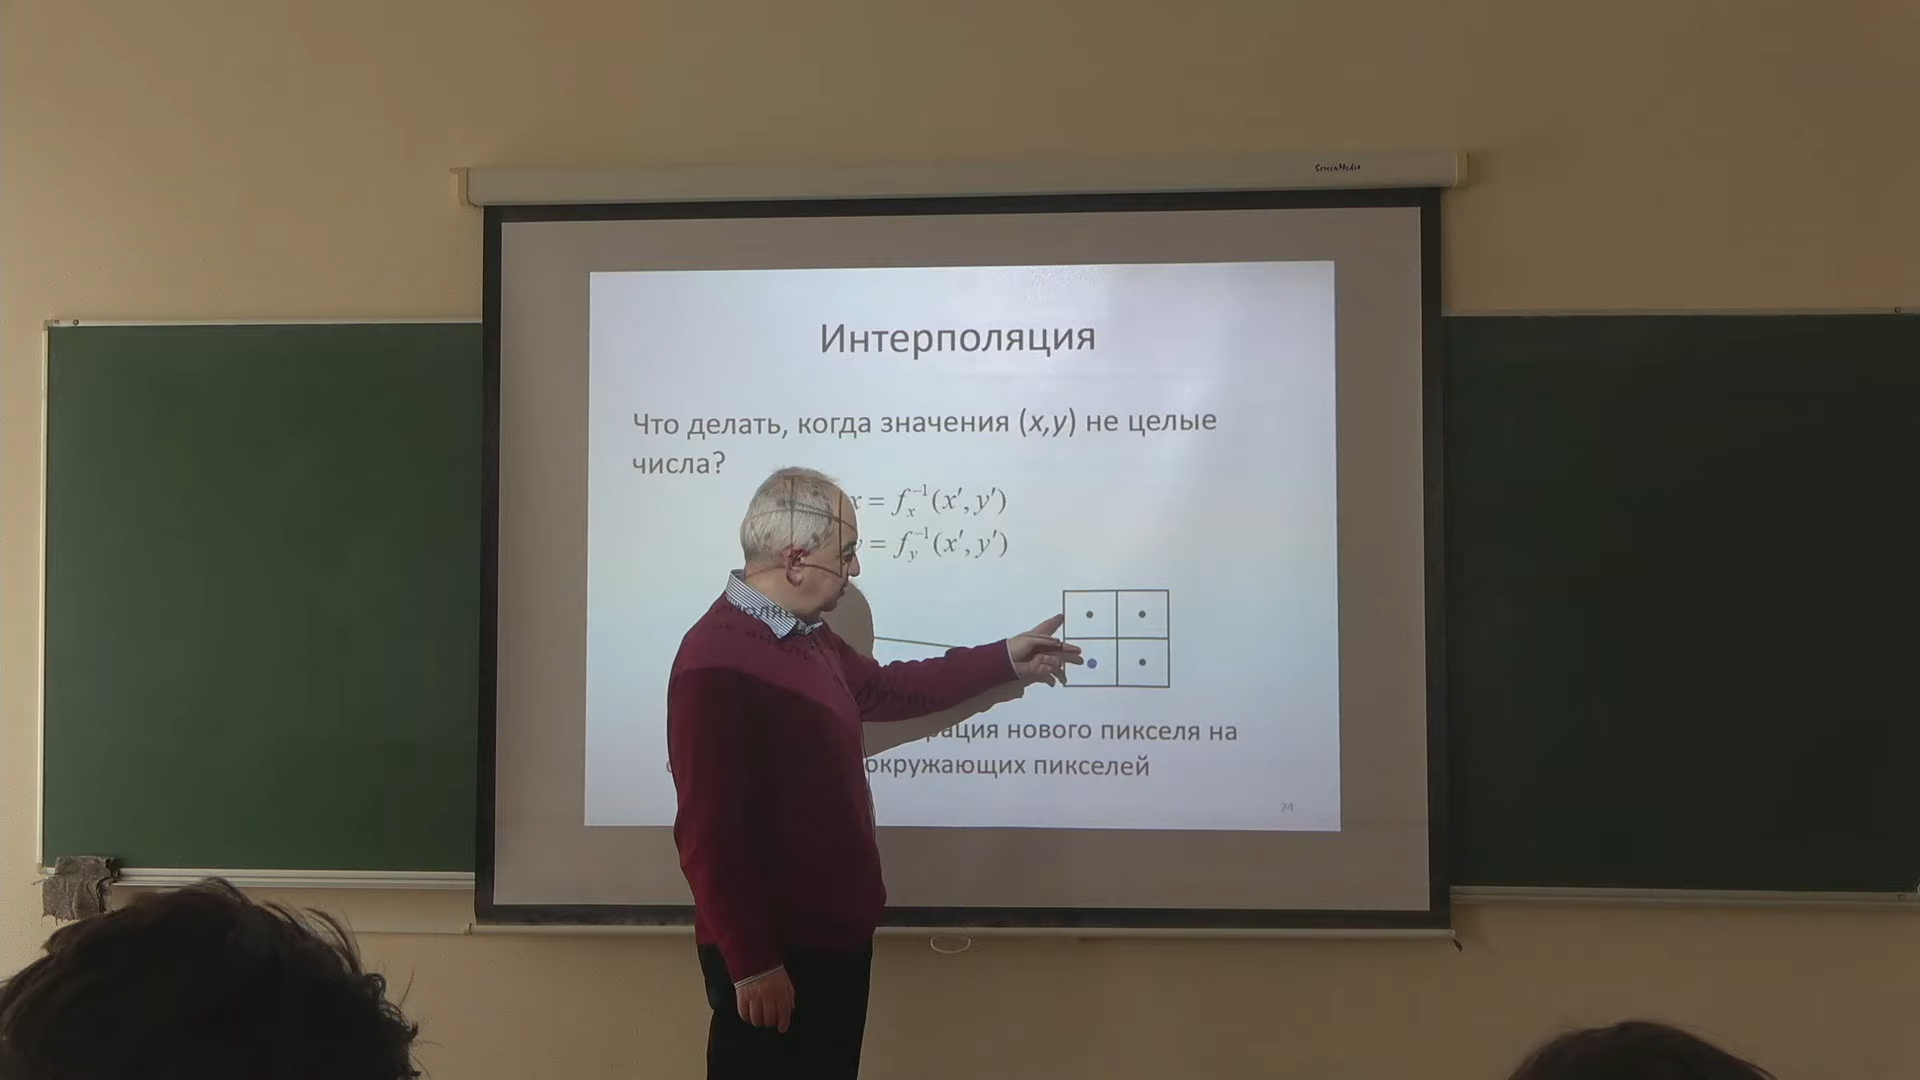 ScreenMedia
Интерполяция
Что делать, когда значения (x,y) не целые
числа?
x = f_x^{-1}(x', y')
y = f_y^{-1}(x', y')
нового пикселя на
окружающих пикселей
24